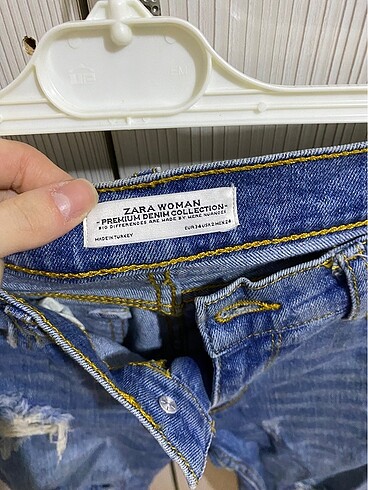 ZARA WOMAN
- PREMIUM DENIM COLLECTION -
BIG DIFFERENCES ARE MADE BY MERE NUANCES
MADE IN TURKEY
EUR 34 USA 2 MEX 24